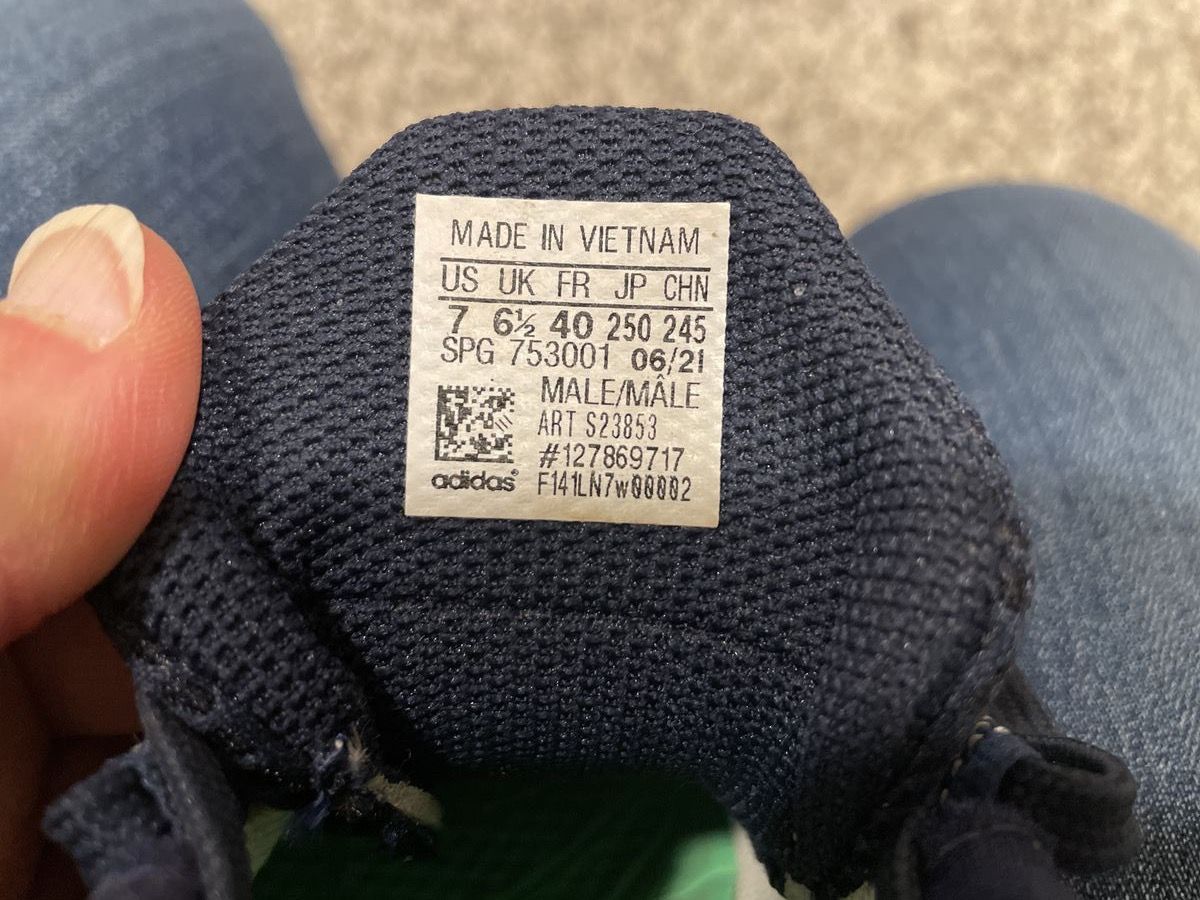 MADE IN VIETNAM
US UK FR JP CHN
7 6½ 40 250 245
SPG 753001 06/21
MALE/MÂLE
ART S23853
#127869717
adidas® F141LN7w00002